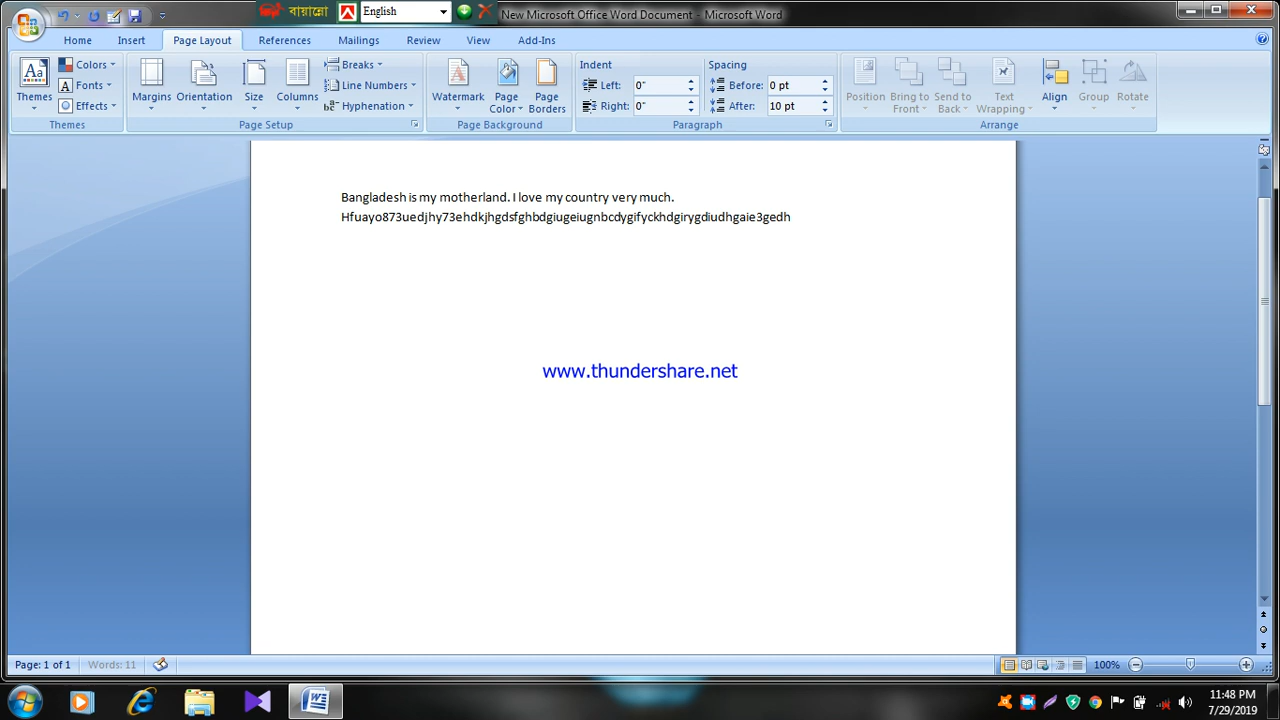 বায়ান্নো
English
New Microsoft Office Word Document - Microsoft Word
Home Insert Page Layout References Mailings Review View Add-Ins
Themes
Colors
Fonts
Effects
Themes
Margins
Orientation
Size
Columns
Breaks
Line Numbers
Hyphenation
Page Setup
Watermark
Page Color
Page Borders
Page Background
Indent
Left: 0"
Right: 0"
Spacing
Before: 0 pt
After: 10 pt
Paragraph
Position
Bring to Front
Send to Back
Text Wrapping
Align
Group
Rotate
Arrange
Bangladesh is my motherland. I love my country very much.
Hfuayo873uedjhy73ehdkjhgdsfghbdgiugeiugnbcdygifyckhdgirygdiudhgaie3gedh
www.thundershare.net
Page: 1 of 1 Words: 11 100%
11:48 PM
7/29/2019